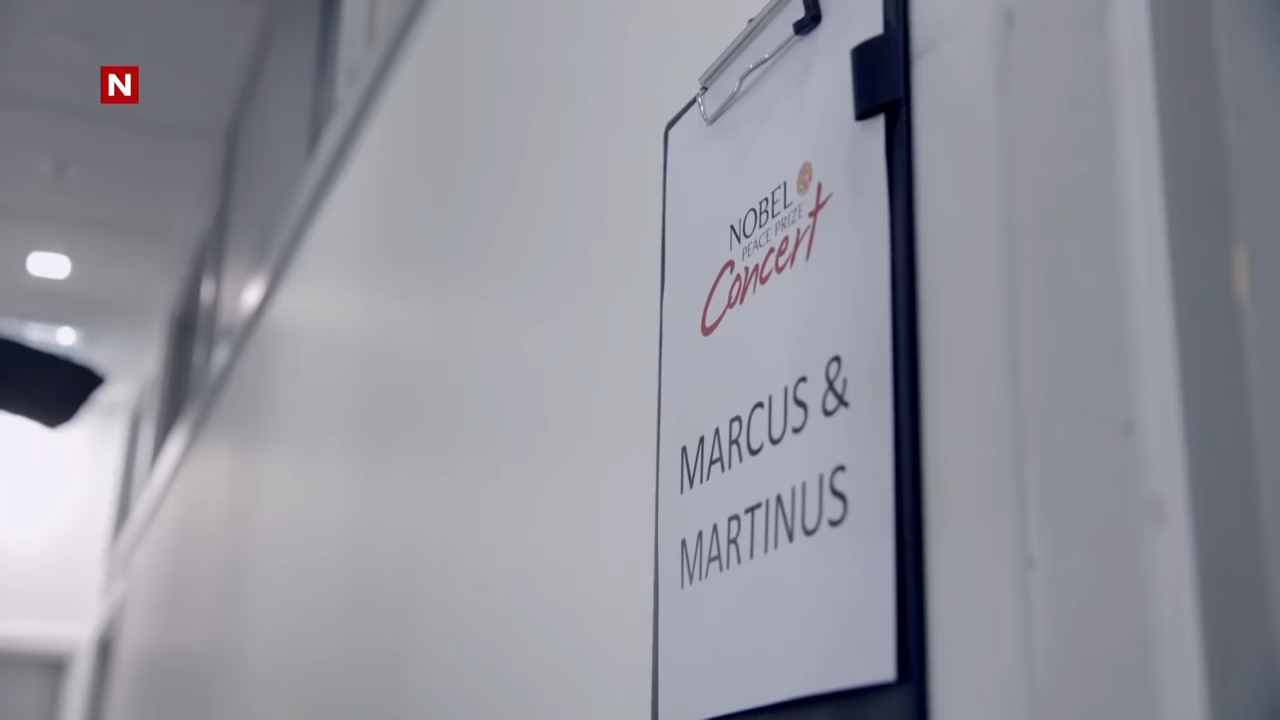 N
NOBEL
PEACE PRIZE
Concert
MARCUS &
MARTINUS